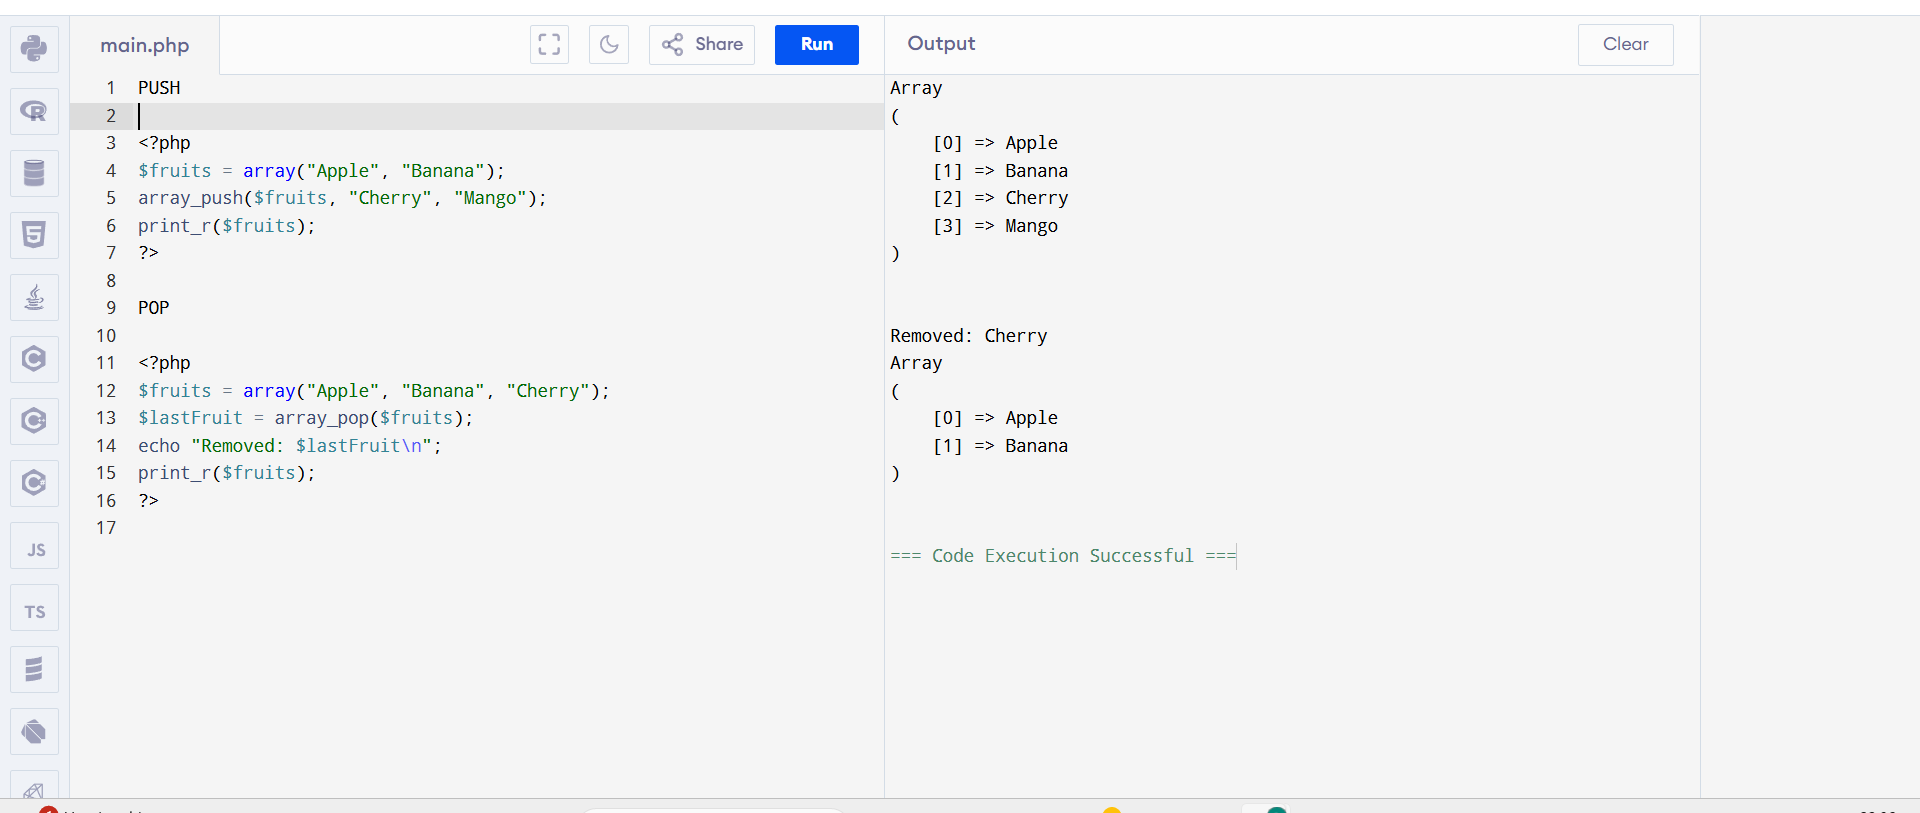 main.php
Share
Run
Output
Clear
1 PUSH
2
3 <?php
4 $fruits = array("Apple", "Banana");
5 array_push($fruits, "Cherry", "Mango");
6 print_r($fruits);
7 ?>
8
9 POP
10
11 <?php
12 $fruits = array("Apple", "Banana", "Cherry");
13 $lastFruit = array_pop($fruits);
14 echo "Removed: $lastFruit\n";
15 print_r($fruits);
16 ?>
17
Array
(
    [0] => Apple
    [1] => Banana
    [2] => Cherry
    [3] => Mango
)
Removed: Cherry
Array
(
    [0] => Apple
    [1] => Banana
)
=== Code Execution Successful ===
R
5
C
C
C
JS
TS